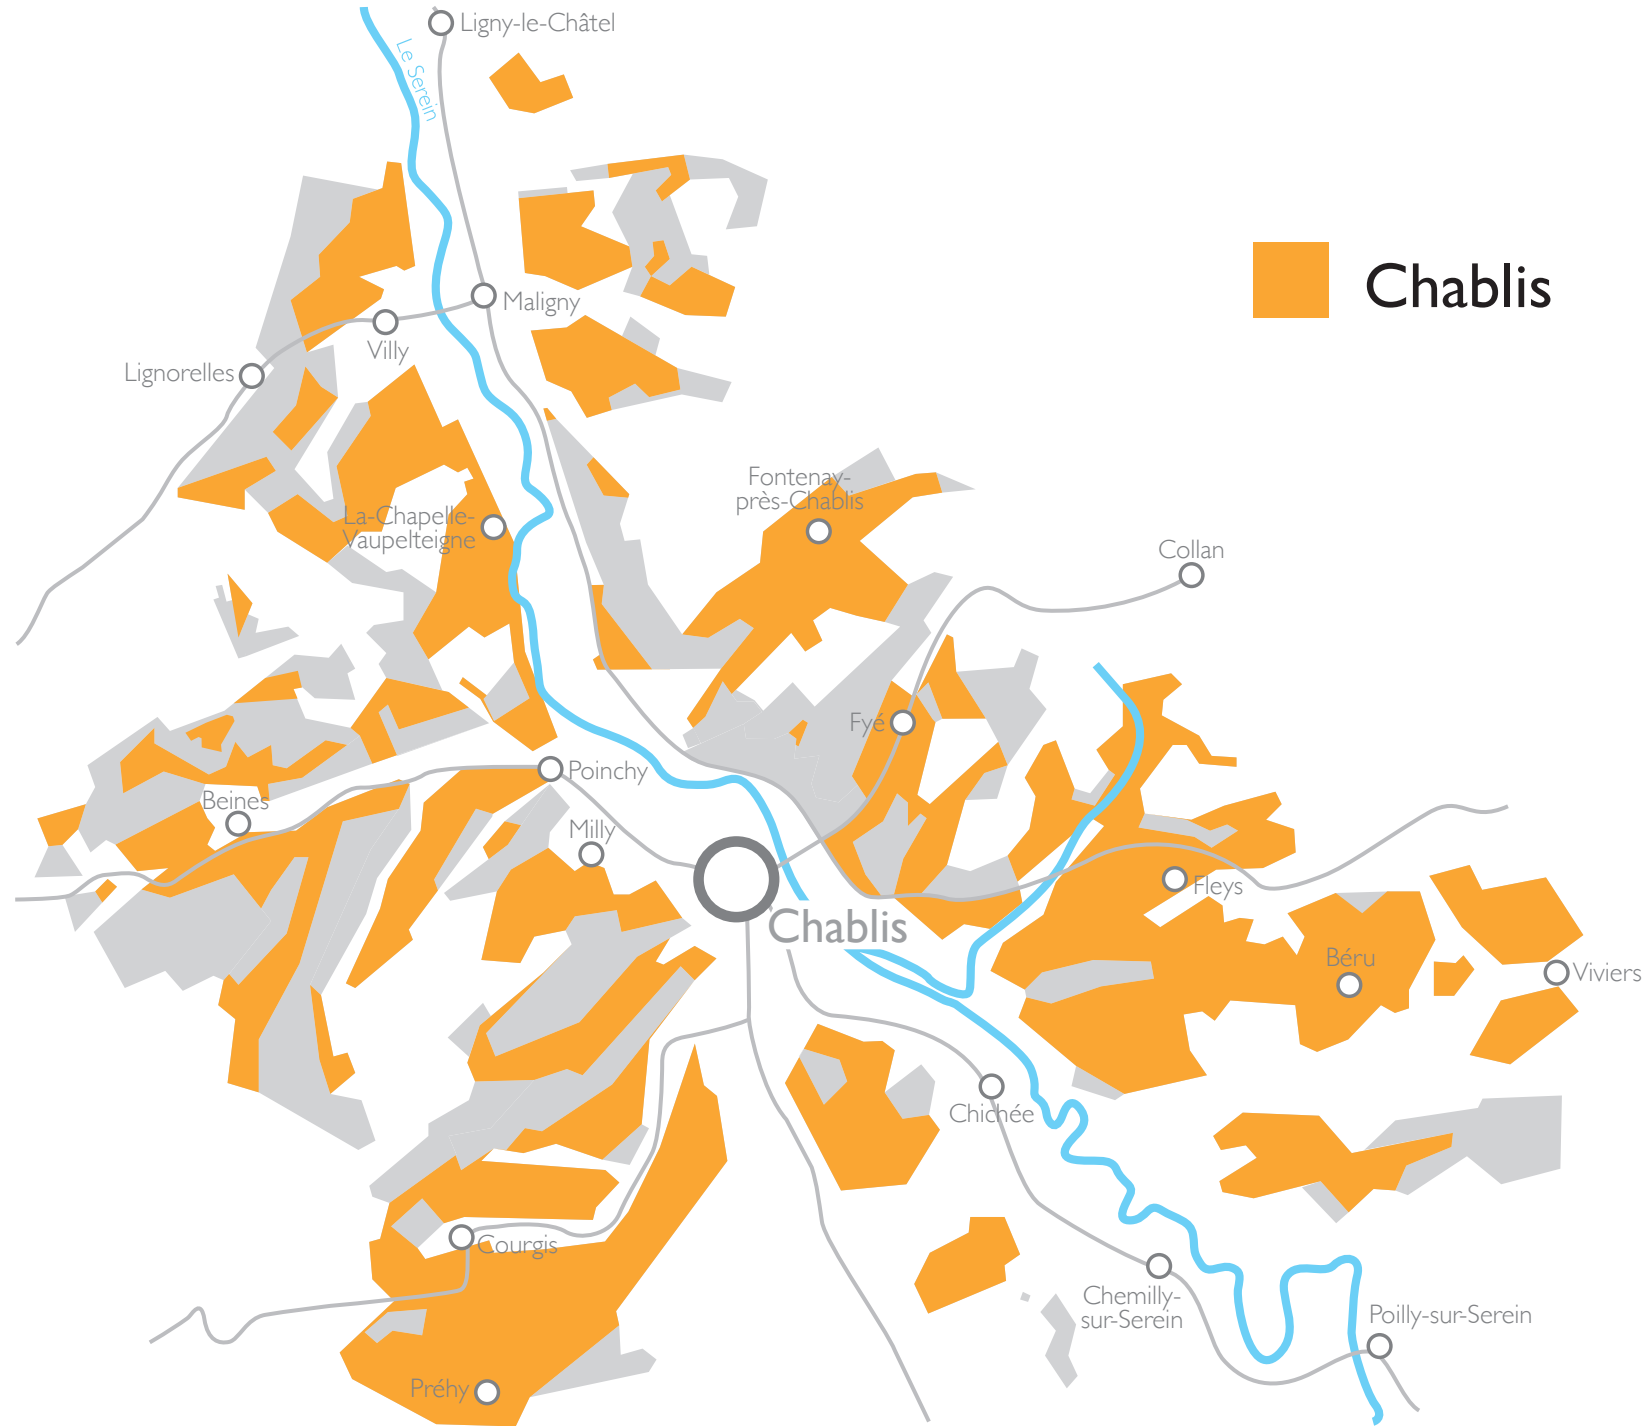 Ligny-le-Châtel
Le Serein
Chablis
Maligny
Villy
Lignorelles
Fontenay-
près-Chablis
La-Chapelle-
Vaupelteigne
Collan
Fyé
Poinchy
Beines
Milly
Fleys
Chablis
Béru
Viviers
Chichée
Courgis
Chemilly-
sur-Serein
Poilly-sur-Serein
Préhy